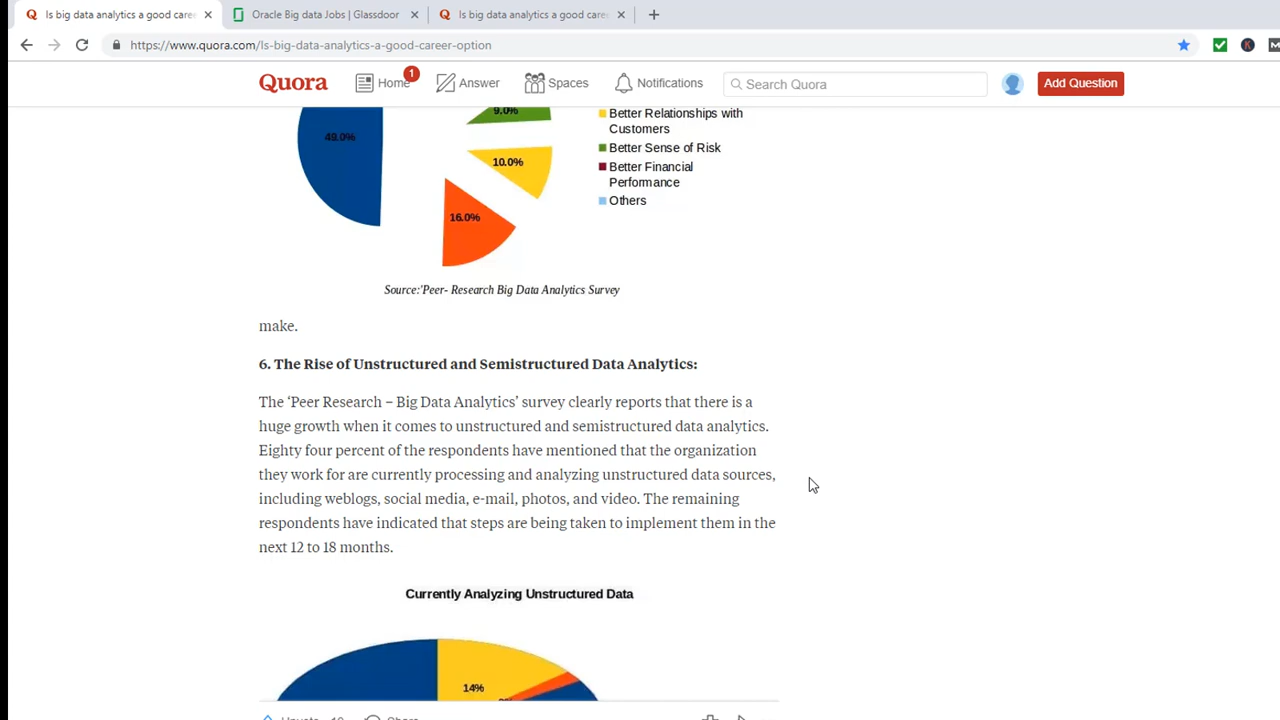 Is big data analytics a good caree
Oracle Big data Jobs | Glassdoor
Is big data analytics a good caree
https://www.quora.com/Is-big-data-analytics-a-good-career-option
Quora
Home
1
Answer
Spaces
Notifications
Search Quora
Add Question
9.0%
49.0%
10.0%
16.0%
Better Relationships with
Customers
Better Sense of Risk
Better Financial
Performance
Others
Source:'Peer- Research Big Data Analytics Survey
make.
6. The Rise of Unstructured and Semistructured Data Analytics:
The ‘Peer Research – Big Data Analytics’ survey clearly reports that there is a
huge growth when it comes to unstructured and semistructured data analytics.
Eighty four percent of the respondents have mentioned that the organization
they work for are currently processing and analyzing unstructured data sources,
including weblogs, social media, e-mail, photos, and video. The remaining
respondents have indicated that steps are being taken to implement them in the
next 12 to 18 months.
Currently Analyzing Unstructured Data
14%